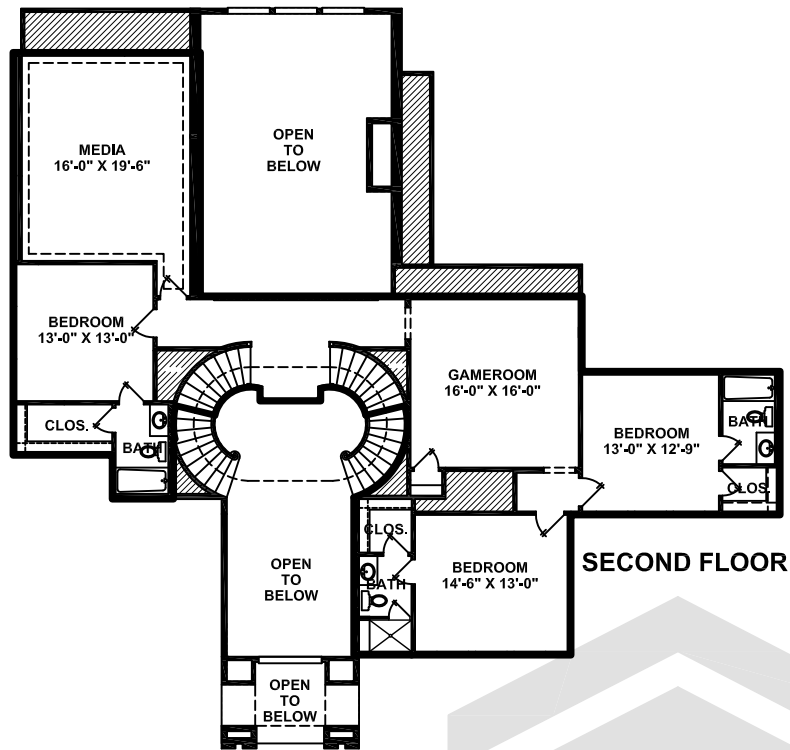 MEDIA
16'-0" X 19'-6"
OPEN
TO
BELOW
BEDROOM
13'-0" X 13'-0"
GAMEROOM
16'-0" X 16'-0"
CLOS.
BATH
BEDROOM
13'-0" X 12'-9"
BATH
CLOS.
CLOS.
BATH
BEDROOM
14'-6" X 13'-0"
OPEN
TO
BELOW
SECOND FLOOR
OPEN
TO
BELOW